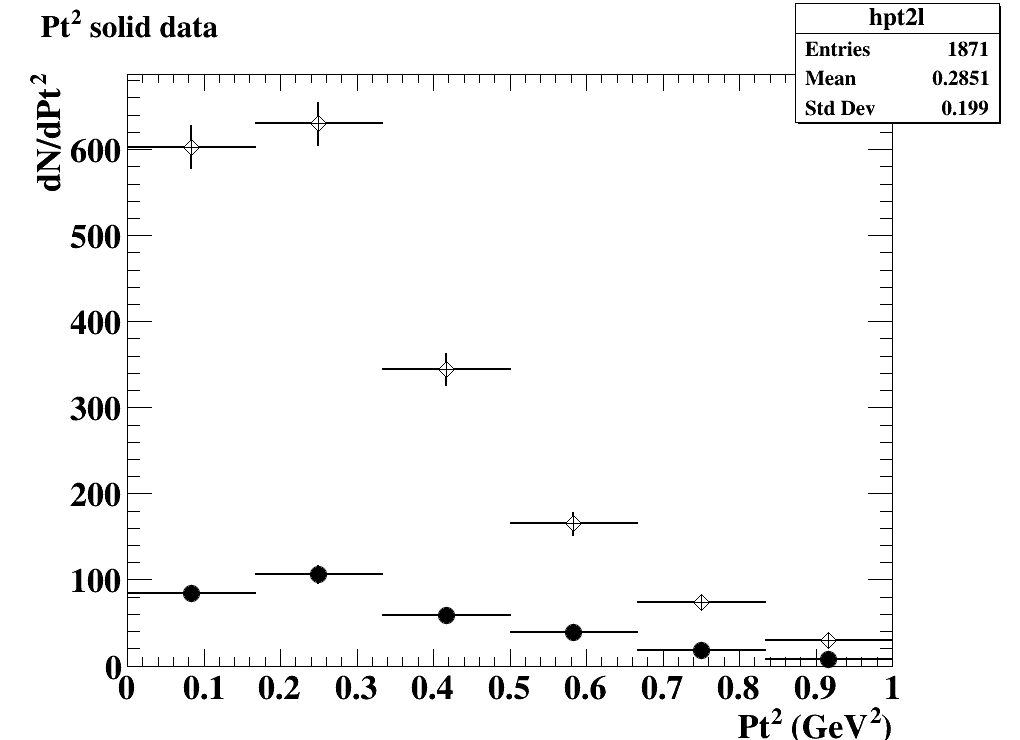 Pt² solid data
hpt2l
Entries 1871
Mean 0.2851
Std Dev 0.199
dN/dPt²
600
500
400
300
200
100
0
0 0.1 0.2 0.3 0.4 0.5 0.6 0.7 0.8 0.9 1
Pt² (GeV²)